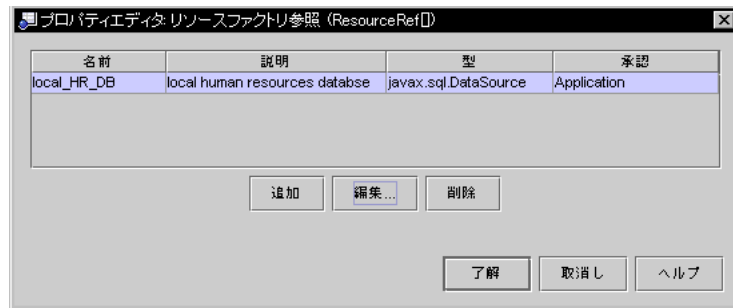 プロパティエディタ: リソースファクトリ参照 (ResourceRef[])
名前 説明 型 承認
local_HR_DB local human resources databse javax.sql.DataSource Application
追加 編集... 削除
了解 取消し ヘルプ